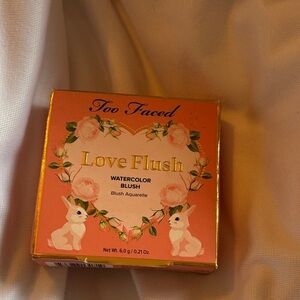 Too Faced
Love Flush
WATERCOLOR
BLUSH
Blush Aquarelle
Net Wt. 6.0 g / 0.21 Oz.